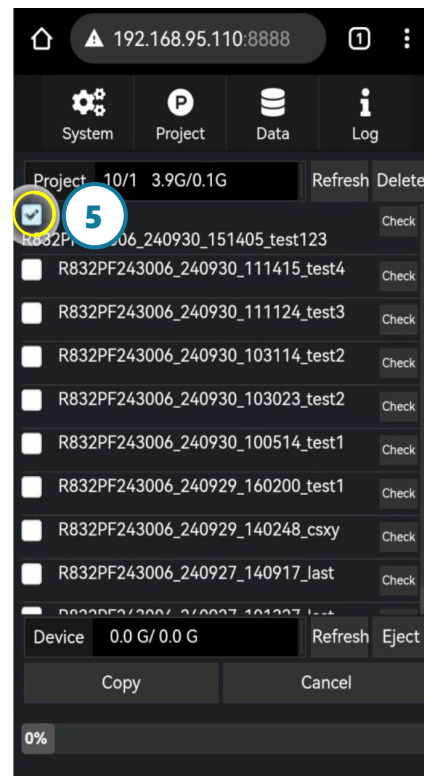 192.168.95.110:8888 1
System Project Data Log
Project 10/1 3.9G/0.1G Refresh Delete
5 Check
_240930_151405_test123
R832PF243006_240930_111415_test4 Check
R832PF243006_240930_111124_test3 Check
R832PF243006_240930_103114_test2 Check
R832PF243006_240930_103023_test2 Check
R832PF243006_240930_100514_test1 Check
R832PF243006_240929_160200_test1 Check
R832PF243006_240929_140248_csxy Check
R832PF243006_240927_140917_last Check
Device 0.0 G/ 0.0 G Refresh Eject
Copy Cancel
0%